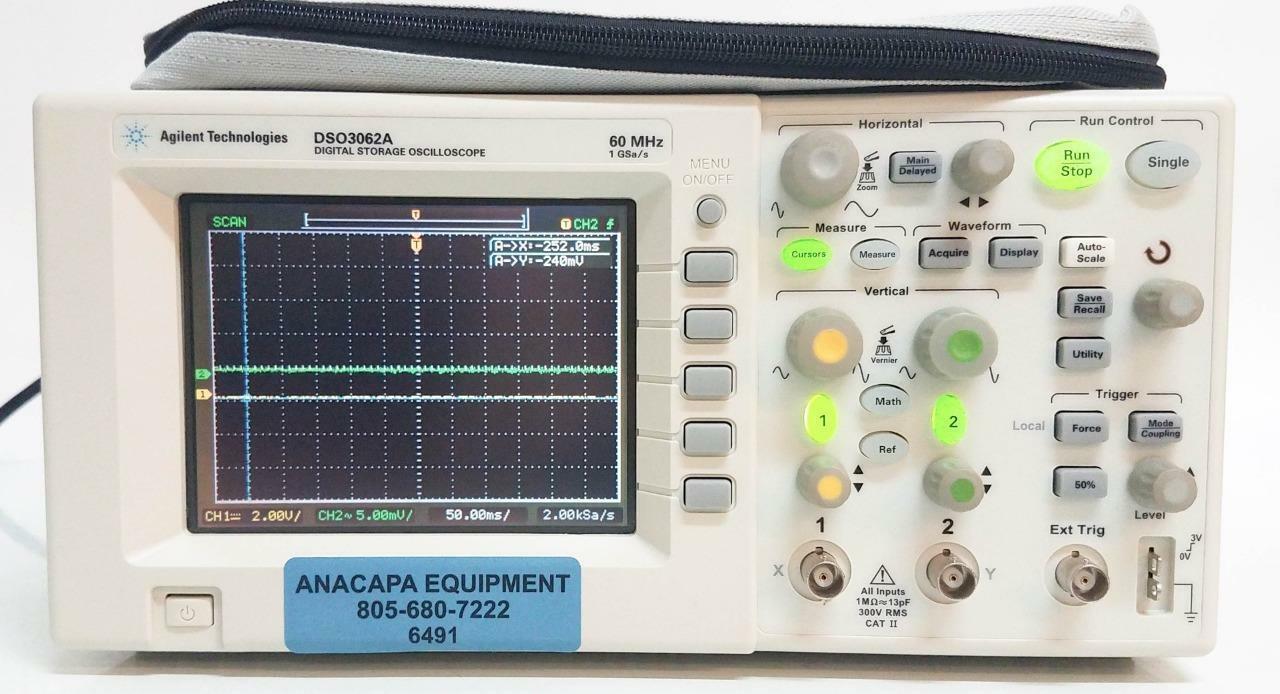 Agilent Technologies
DSO3062A
DIGITAL STORAGE OSCILLOSCOPE
60 MHz
1 GSa/s
MENU
ON/OFF
SCAN
T
T CH2
T
A->X:-252.0ms
A->Y:-240mV
2
1
CH1 2.00V/
CH2~ 5.00mV/
50.00ms/
2.00kSa/s
ANACAPA EQUIPMENT
805-680-7222
6491
Horizontal
Zoom
Main
Delayed
Run Control
Run
Stop
Single
Measure
Cursors
Measure
Waveform
Acquire
Display
Auto-
Scale
Save
Recall
Utility
Vertical
Vernier
1
Math
2
Ref
Trigger
Local
Force
Mode
Coupling
50%
Level
1
2
Ext Trig
X
Y
All Inputs
1MΩ≈13pF
300V RMS
CAT II
3V
0V